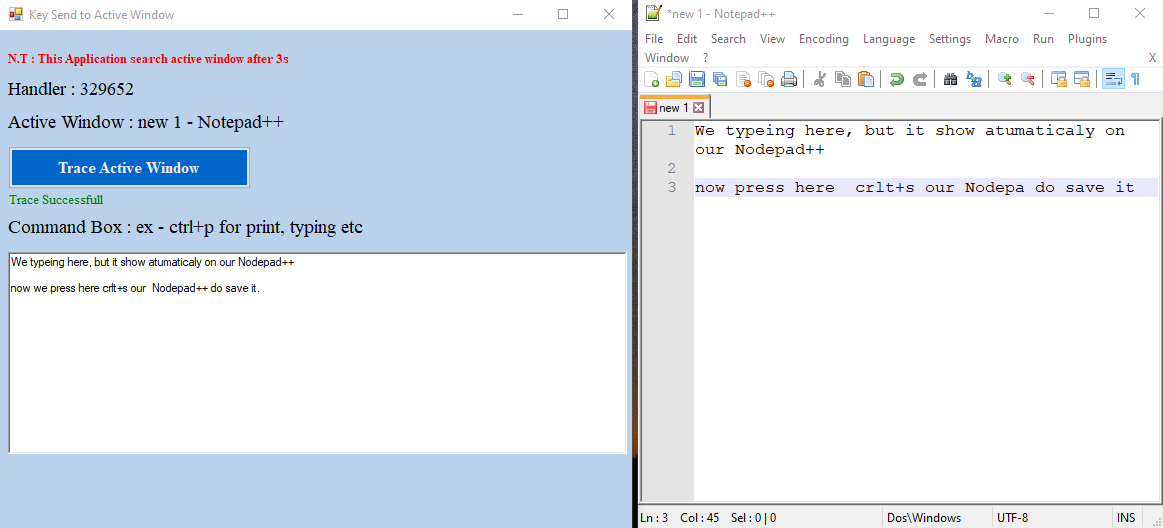 Key Send to Active Window
N.T : This Application search active window after 3s
Handler : 329652
Active Window : new 1 - Notepad++
Trace Active Window
Trace Successfull
Command Box : ex - ctrl+p for print, typing etc
We typeing here, but it show atumaticaly on our Nodepad++
now we press here crlt+s our  Nodepad++ do save it.
*new 1 - Notepad++
File Edit Search View Encoding Language Settings Macro Run Plugins
Window ? X
new 1
1 We typeing here, but it show atumaticaly on
our Nodepad++
2
3 now press here  crlt+s our Nodepa do save it
Ln : 3 Col : 45 Sel : 0 | 0 Dos\Windows UTF-8 INS